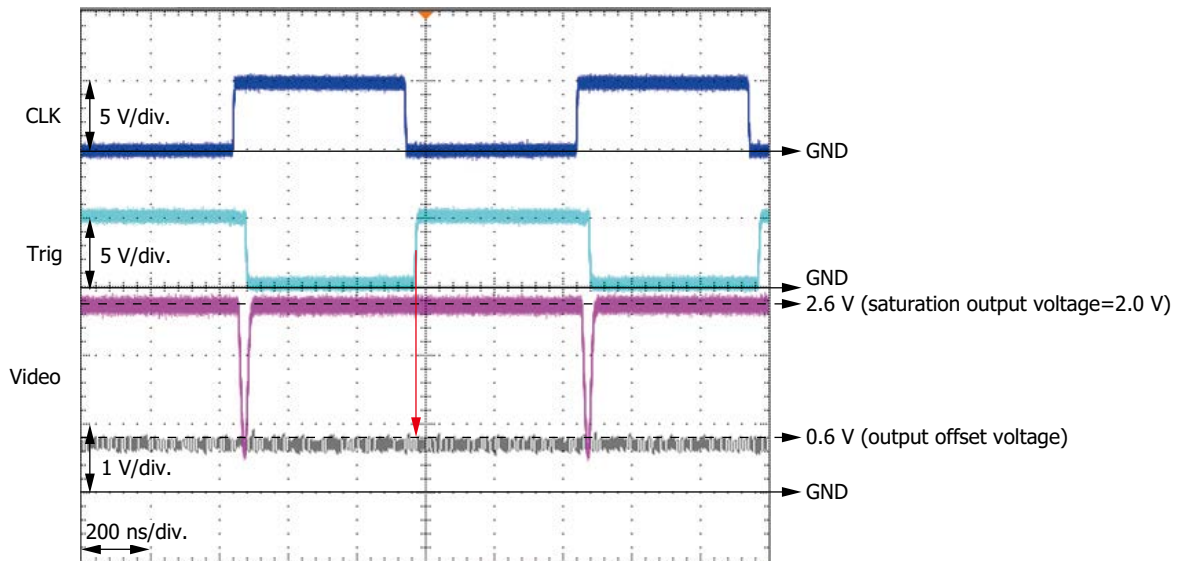 CLK
5 V/div.
GND
Trig
5 V/div.
GND
2.6 V (saturation output voltage=2.0 V)
Video
0.6 V (output offset voltage)
1 V/div.
GND
200 ns/div.